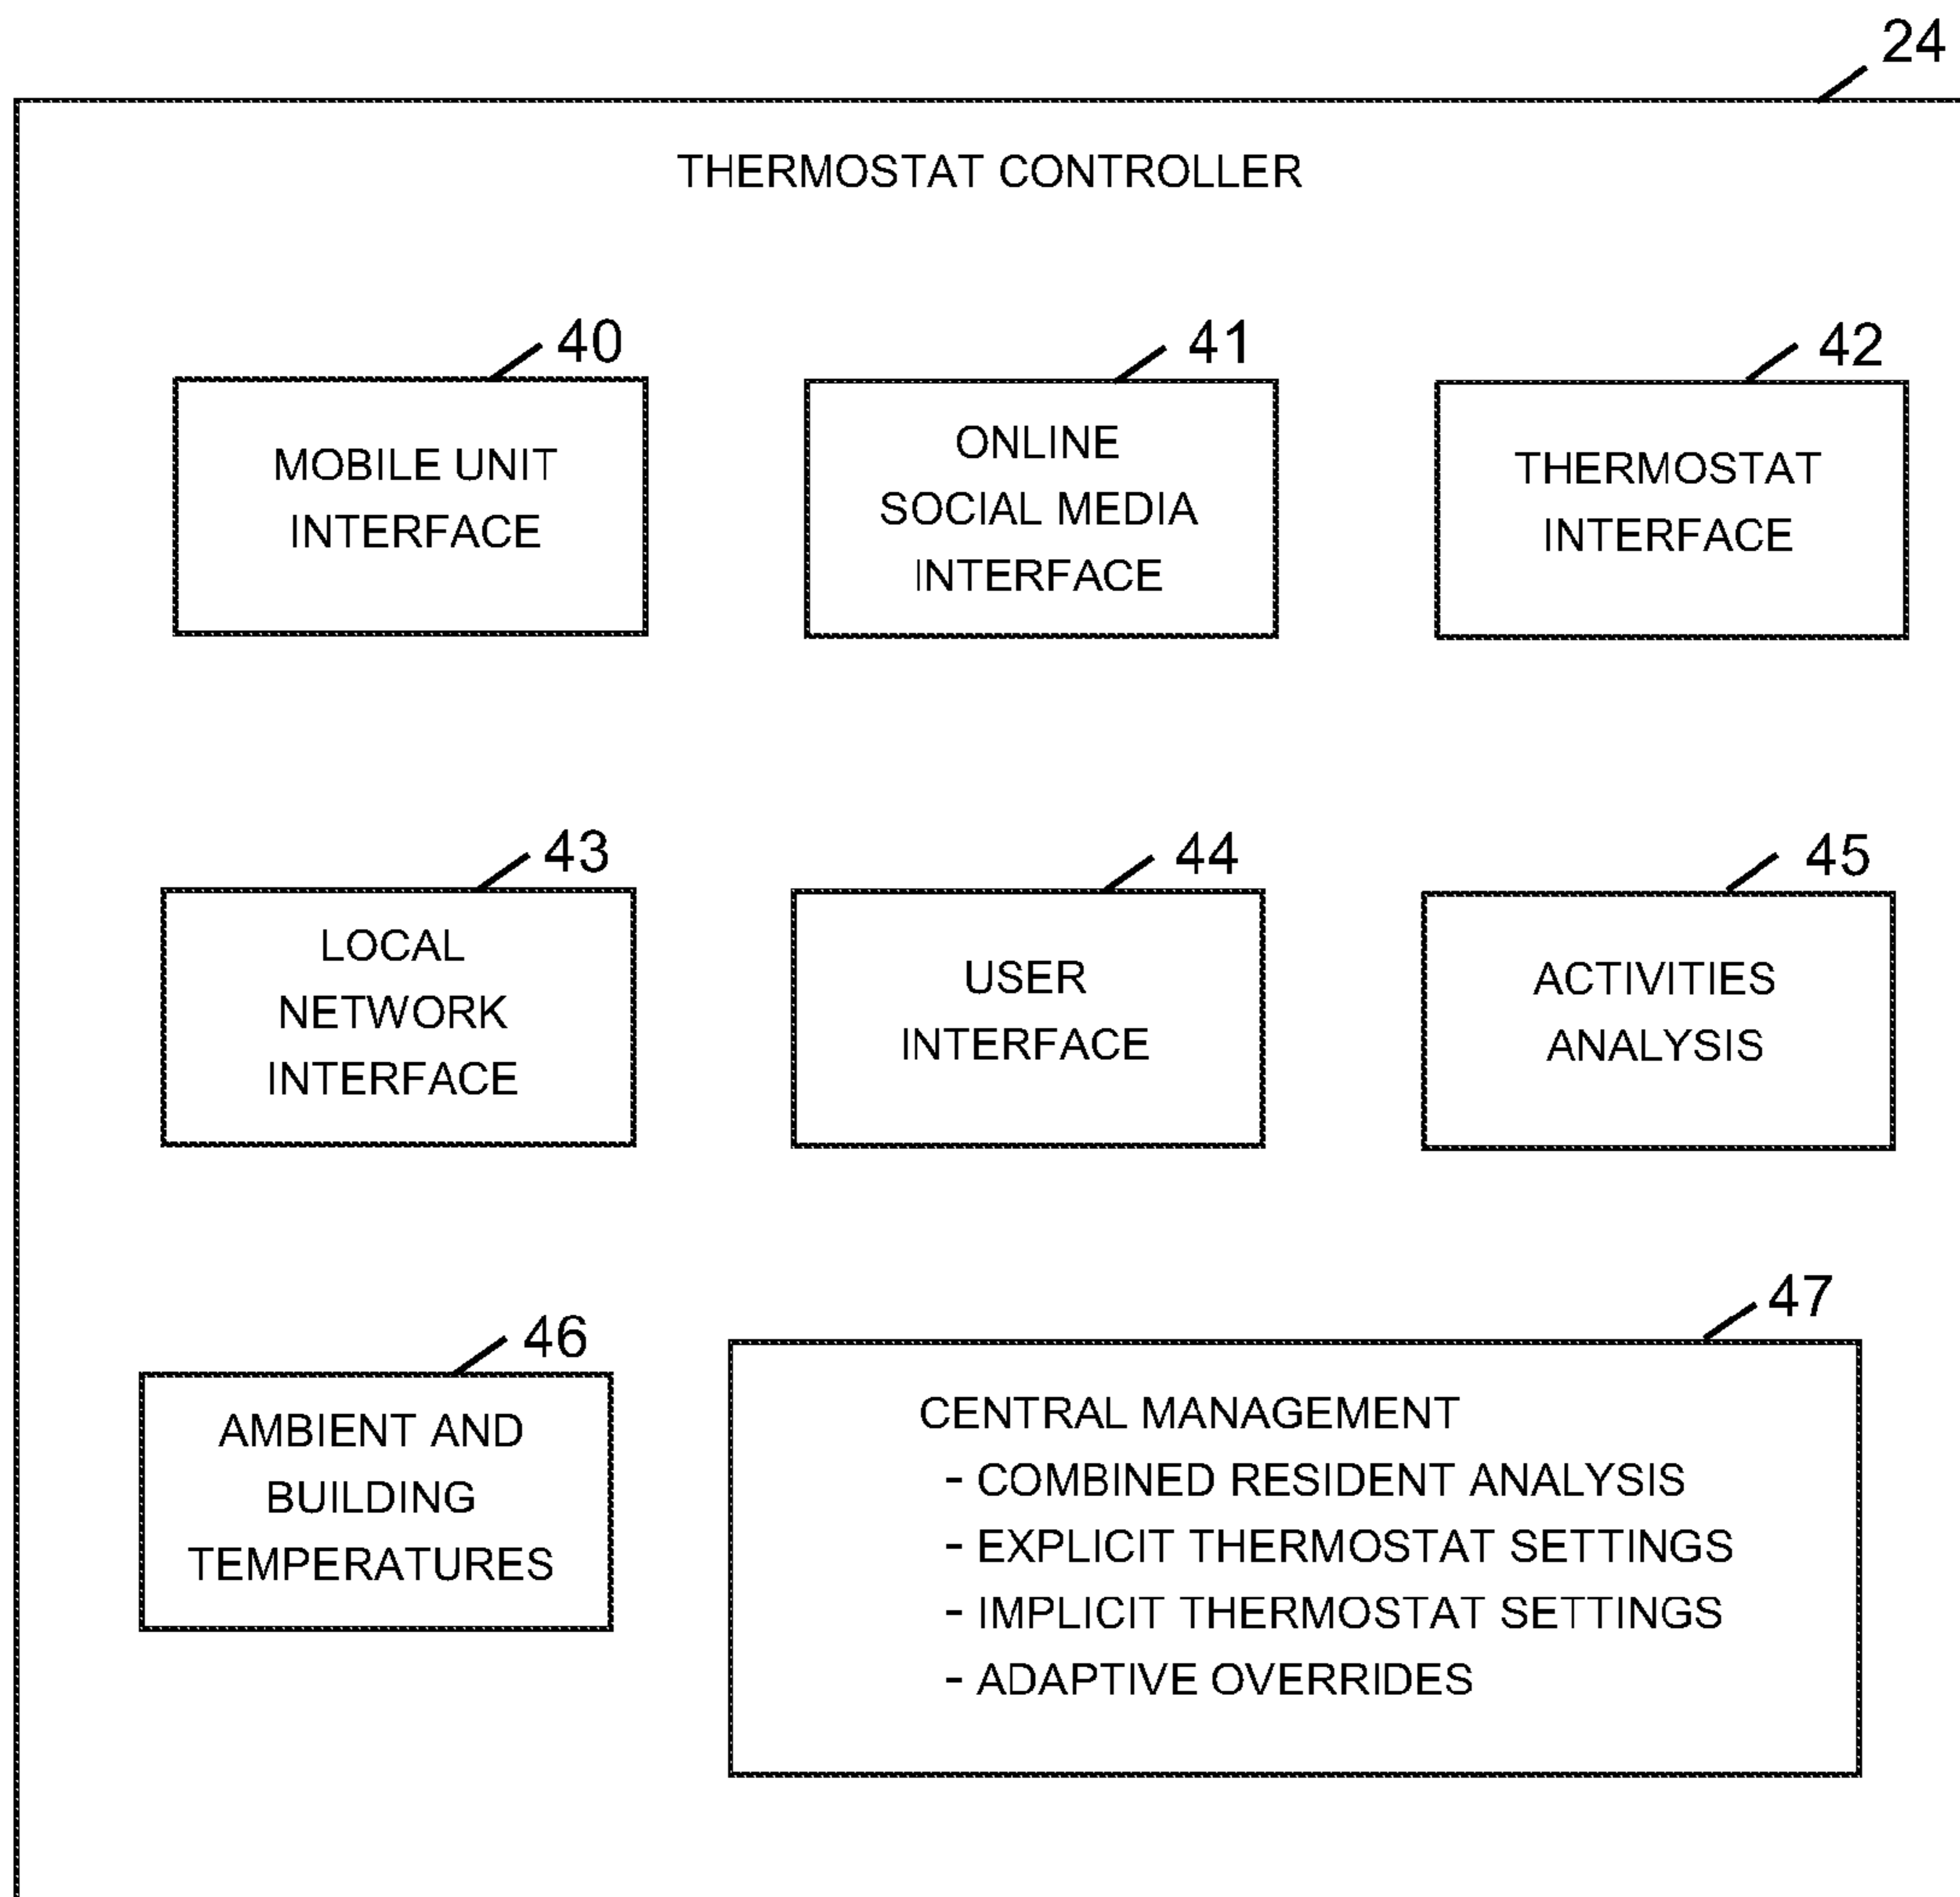 24
THERMOSTAT CONTROLLER
40
MOBILE UNIT
INTERFACE
41
ONLINE
SOCIAL MEDIA
INTERFACE
42
THERMOSTAT
INTERFACE
43
LOCAL
NETWORK
INTERFACE
44
USER
INTERFACE
45
ACTIVITIES
ANALYSIS
46
AMBIENT AND
BUILDING
TEMPERATURES
47
CENTRAL MANAGEMENT
- COMBINED RESIDENT ANALYSIS
- EXPLICIT THERMOSTAT SETTINGS
- IMPLICIT THERMOSTAT SETTINGS
- ADAPTIVE OVERRIDES